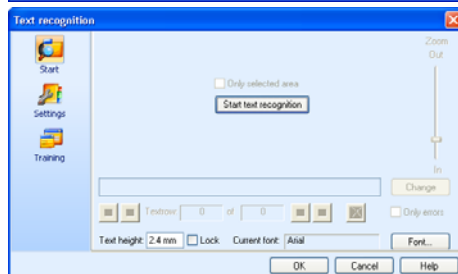 Text recognition
Zoom
Out
Start
Only selected area
Start text recognition
Settings
Training
In
Change
Textrow: 0 of 0
Only errors
Text height: 2.4 mm Lock Current font: Arial Font...
OK Cancel Help